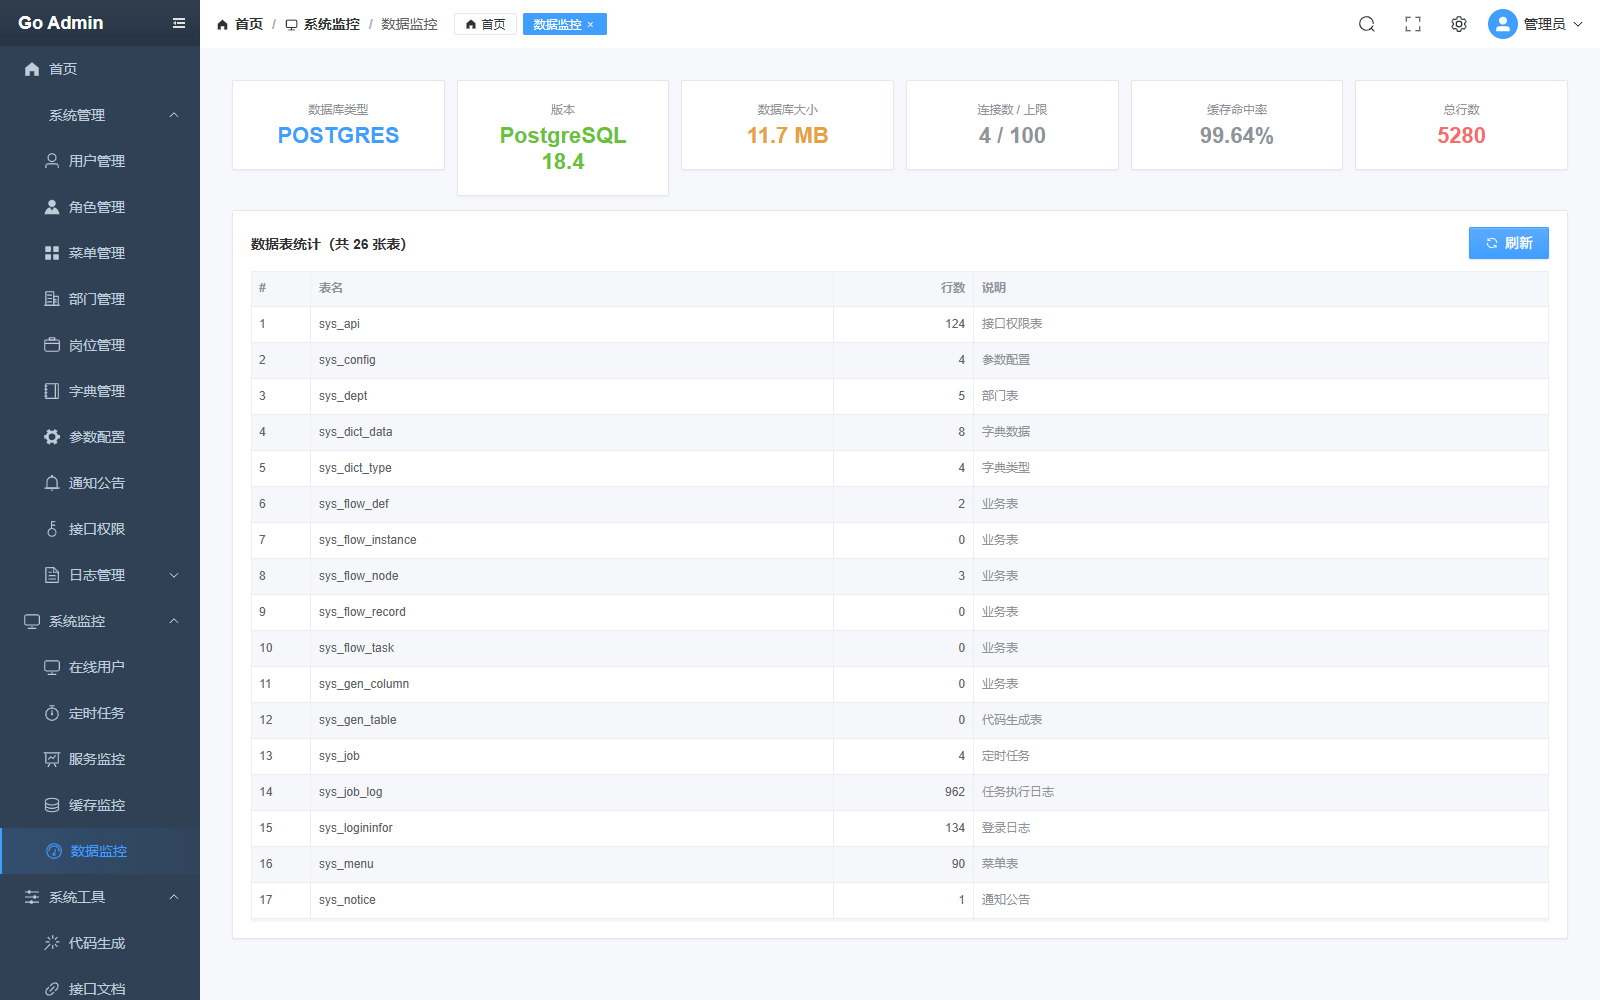 Go Admin
首页
系统管理
用户管理
角色管理
菜单管理
部门管理
岗位管理
字典管理
参数配置
通知公告
接口权限
日志管理
系统监控
在线用户
定时任务
服务监控
缓存监控
数据监控
系统工具
代码生成
接口文档
首页 / 系统监控 / 数据监控
首页
数据监控 ×
管理员
数据库类型
POSTGRES
版本
PostgreSQL
18.4
数据库大小
11.7 MB
连接数 / 上限
4 / 100
缓存命中率
99.64%
总行数
5280
数据表统计（共 26 张表）
刷新
# 表名 行数 说明
1 sys_api 124 接口权限表
2 sys_config 4 参数配置
3 sys_dept 5 部门表
4 sys_dict_data 8 字典数据
5 sys_dict_type 4 字典类型
6 sys_flow_def 2 业务表
7 sys_flow_instance 0 业务表
8 sys_flow_node 3 业务表
9 sys_flow_record 0 业务表
10 sys_flow_task 0 业务表
11 sys_gen_column 0 业务表
12 sys_gen_table 0 代码生成表
13 sys_job 4 定时任务
14 sys_job_log 962 任务执行日志
15 sys_logininfor 134 登录日志
16 sys_menu 90 菜单表
17 sys_notice 1 通知公告